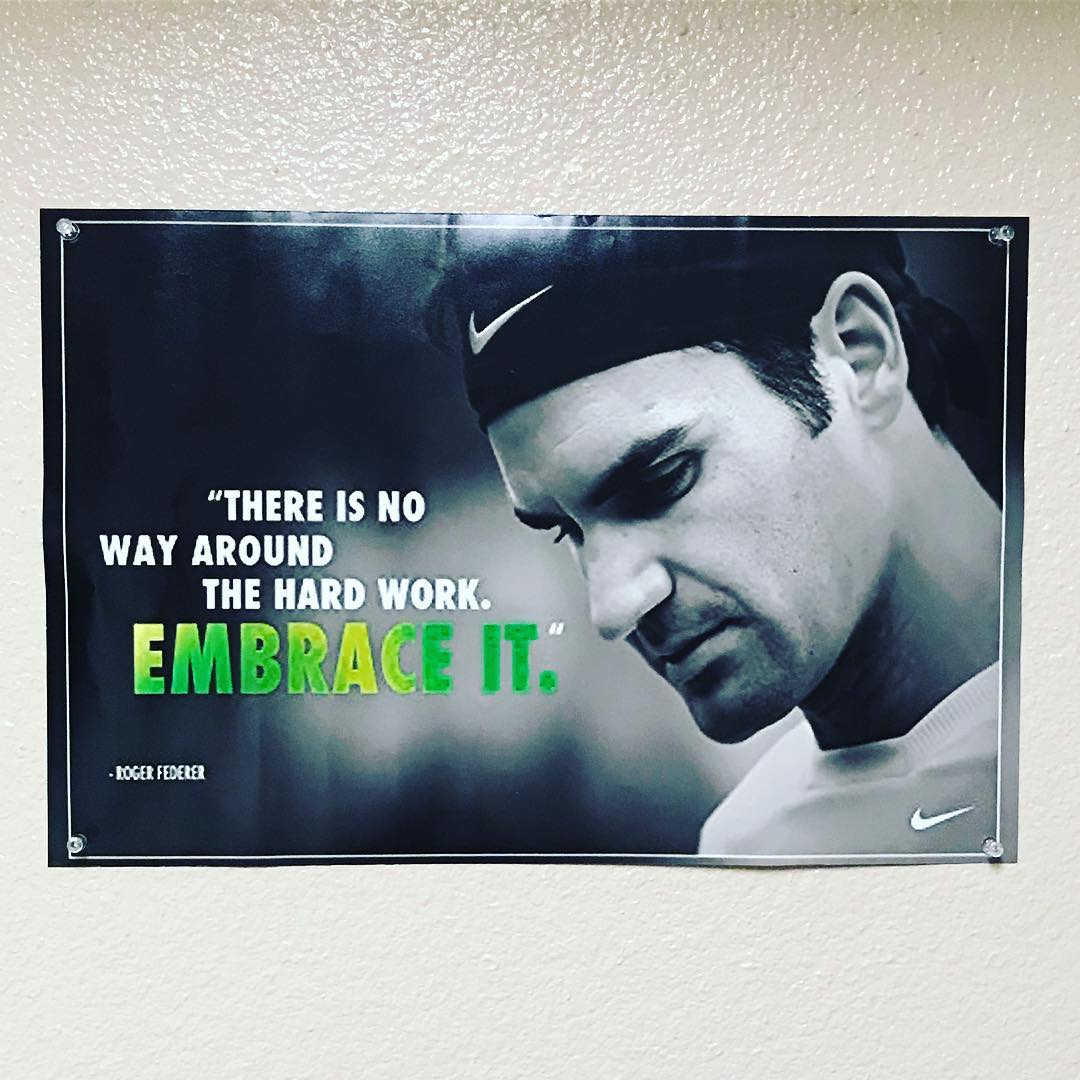 “THERE IS NO
WAY AROUND
THE HARD WORK.
EMBRACE IT.“
- ROGER FEDERER